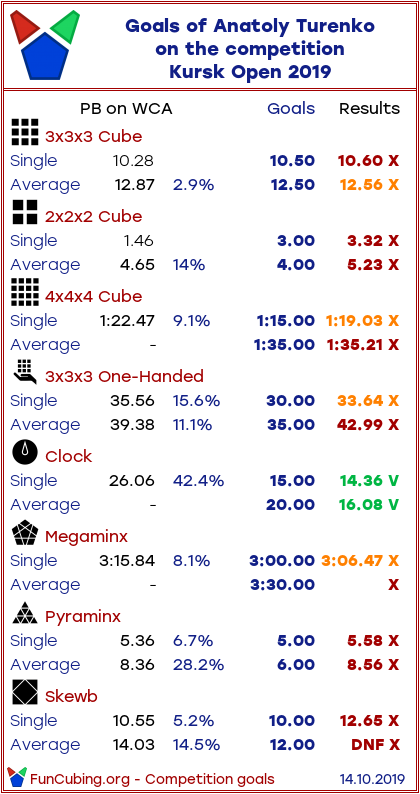 Goals of Anatoly Turenko
on the competition
Kursk Open 2019
PB on WCA Goals Results
3x3x3 Cube
Single 10.28 10.50 10.60 X
Average 12.87 2.9% 12.50 12.56 X
2x2x2 Cube
Single 1.46 3.00 3.32 X
Average 4.65 14% 4.00 5.23 X
4x4x4 Cube
Single 1:22.47 9.1% 1:15.00 1:19.03 X
Average - 1:35.00 1:35.21 X
3x3x3 One-Handed
Single 35.56 15.6% 30.00 33.64 X
Average 39.38 11.1% 35.00 42.99 X
Clock
Single 26.06 42.4% 15.00 14.36 V
Average - 20.00 16.08 V
Megaminx
Single 3:15.84 8.1% 3:00.00 3:06.47 X
Average - 3:30.00 X
Pyraminx
Single 5.36 6.7% 5.00 5.58 X
Average 8.36 28.2% 6.00 8.56 X
Skewb
Single 10.55 5.2% 10.00 12.65 X
Average 14.03 14.5% 12.00 DNF X
FunCubing.org - Competition goals 14.10.2019